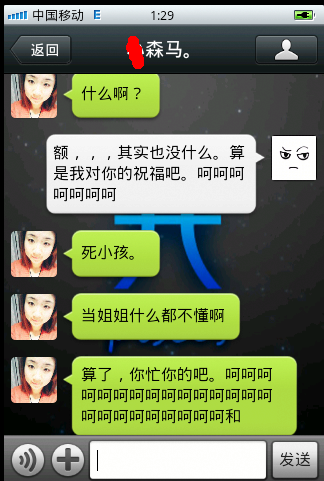 中国移动 E 1:29
返回
森马。
什么啊？
额，，，其实也没什么。算
是我对你的祝福吧。呵呵呵
呵呵呵呵
死小孩。
当姐姐什么都不懂啊
算了，你忙你的吧。呵呵呵
呵呵呵呵呵呵呵呵呵呵呵呵
呵呵呵呵呵呵呵呵呵和
发送